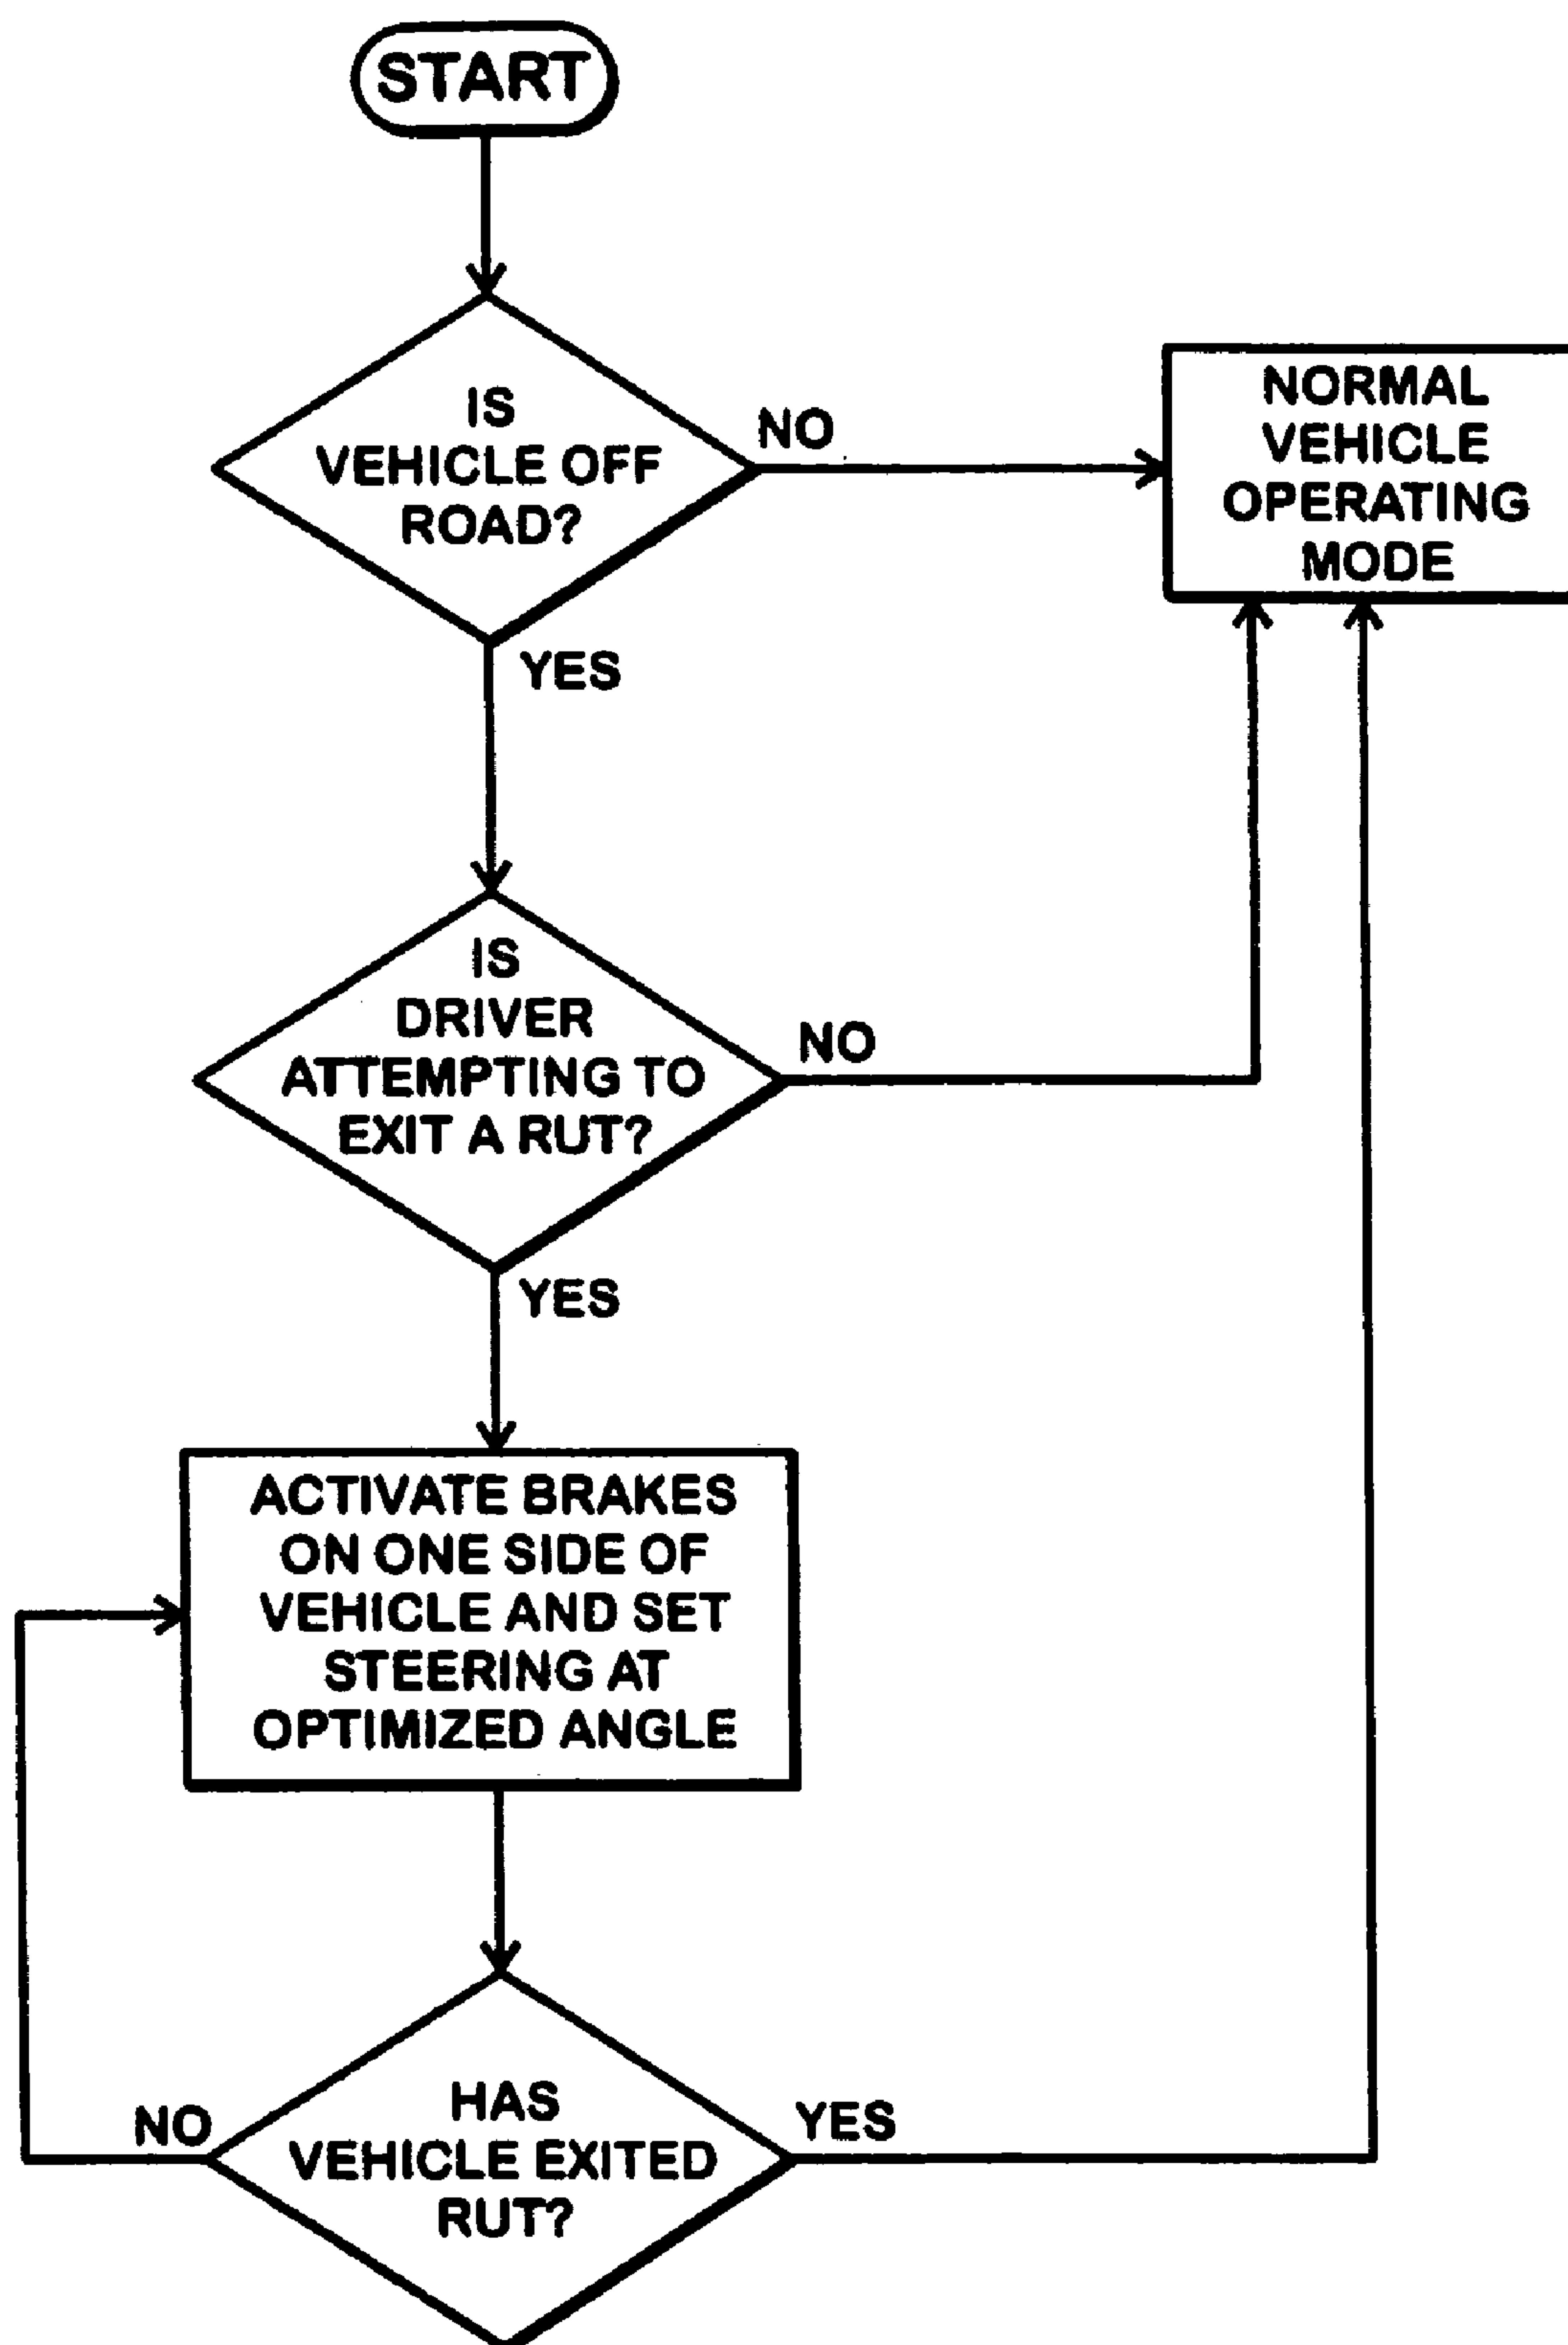 START
IS
VEHICLE OFF
ROAD?
NO
NORMAL
VEHICLE
OPERATING
MODE
YES
IS
DRIVER
ATTEMPTING TO
EXIT A RUT?
NO
YES
ACTIVATE BRAKES
ON ONE SIDE OF
VEHICLE AND SET
STEERING AT
OPTIMIZED ANGLE
NO
HAS
VEHICLE EXITED
RUT?
YES